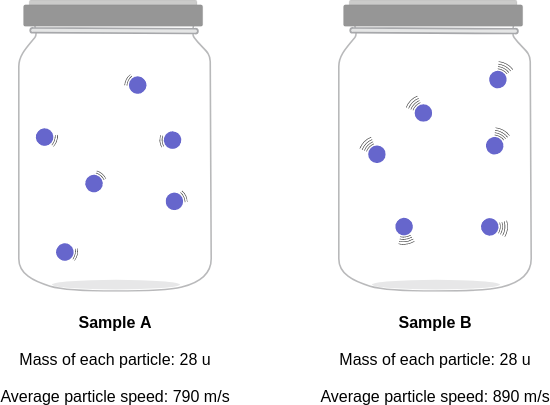 Sample A
Mass of each particle: 28 u
Average particle speed: 790 m/s
Sample B
Mass of each particle: 28 u
Average particle speed: 890 m/s